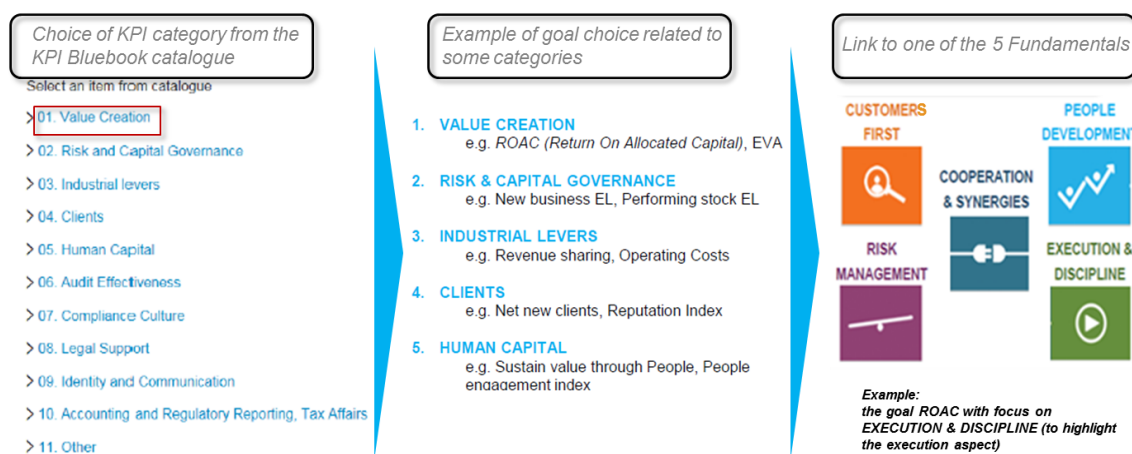 Choice of KPI category from the
KPI Bluebook catalogue
Select an item from catalogue
01. Value Creation
02. Risk and Capital Governance
03. Industrial levers
04. Clients
05. Human Capital
06. Audit Effectiveness
07. Compliance Culture
08. Legal Support
09. Identity and Communication
10. Accounting and Regulatory Reporting, Tax Affairs
11. Other
Example of goal choice related to
some categories
1. VALUE CREATION
e.g. ROAC (Return On Allocated Capital), EVA
2. RISK & CAPITAL GOVERNANCE
e.g. New business EL, Performing stock EL
3. INDUSTRIAL LEVERS
e.g. Revenue sharing, Operating Costs
4. CLIENTS
e.g. Net new clients, Reputation Index
5. HUMAN CAPITAL
e.g. Sustain value through People, People
engagement index
Link to one of the 5 Fundamentals
CUSTOMERS
FIRST
PEOPLE
DEVELOPMENT
COOPERATION
& SYNERGIES
RISK
MANAGEMENT
EXECUTION &
DISCIPLINE
Example:
the goal ROAC with focus on
EXECUTION & DISCIPLINE (to highlight
the execution aspect)